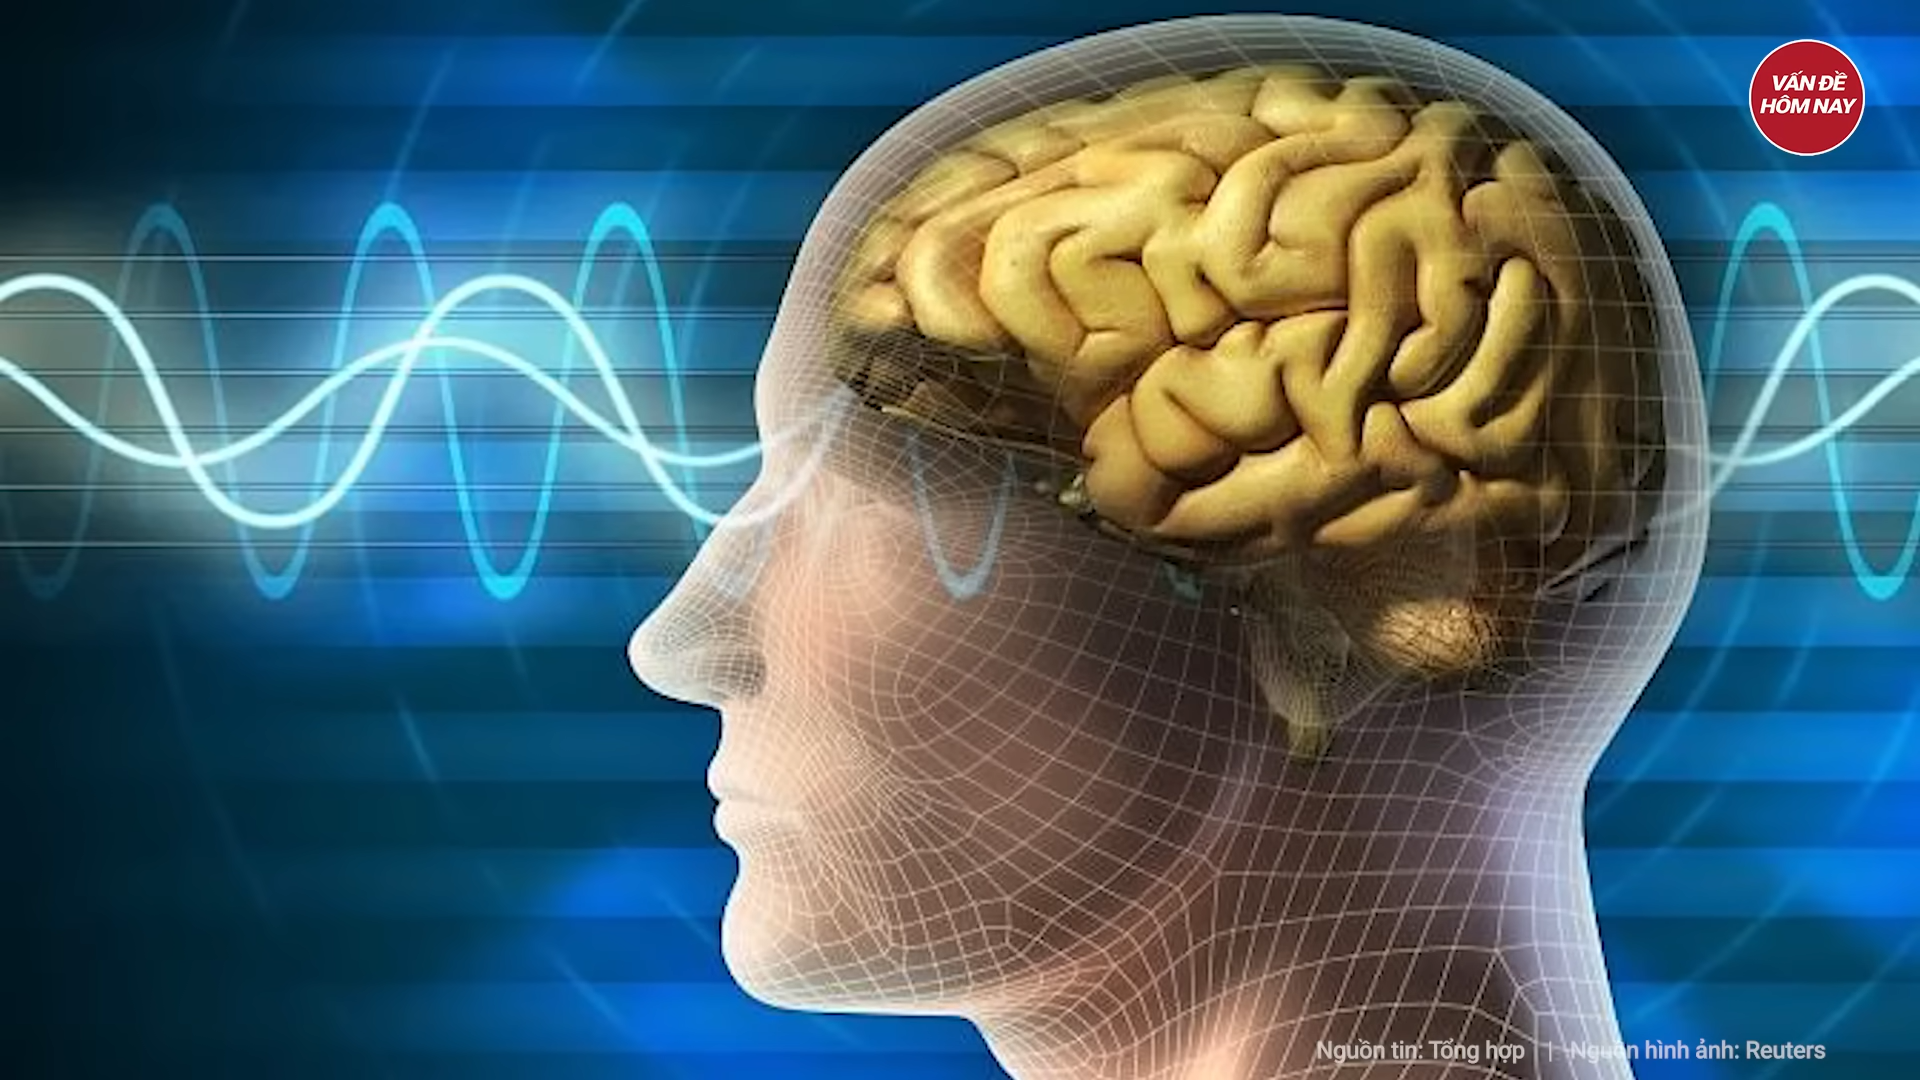 VẤN ĐỀ
HÔM NAY
Nguồn tin: Tổng hợp | Nguồn hình ảnh: Reuters